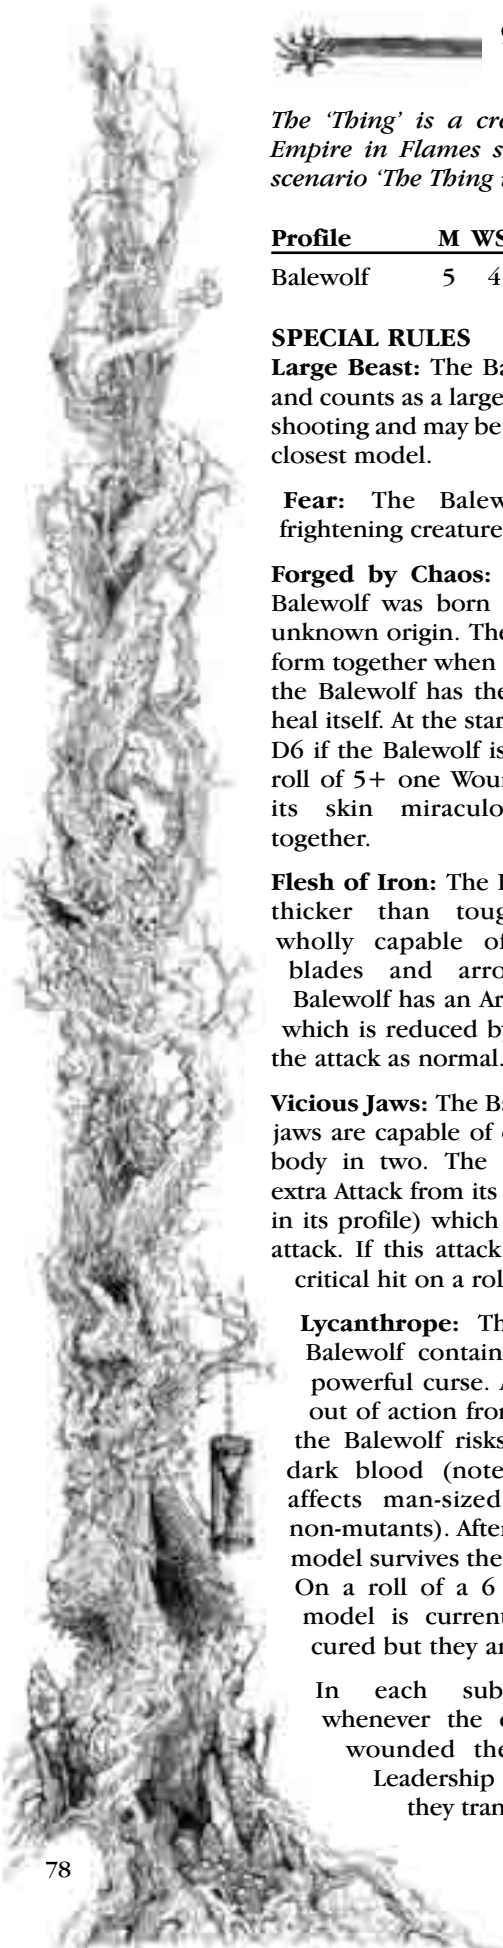 The 'Thing' is a cre
Empire in Flames s
scenario 'The Thing i
Profile M WS
Balewolf 5 4
SPECIAL RULES
Large Beast: The Ba
and counts as a large
shooting and may be
closest model.
Fear: The Balew
frightening creature
Forged by Chaos:
Balewolf was born
unknown origin. The
form together when
the Balewolf has the
heal itself. At the star
D6 if the Balewolf is
roll of 5+ one Woun
its skin miraculo
together.
Flesh of Iron: The B
thicker than toug
wholly capable of
blades and arro
Balewolf has an Ar
which is reduced by
the attack as normal.
Vicious Jaws: The Ba
jaws are capable of
body in two. The
extra Attack from its
in its profile) which
attack. If this attack
critical hit on a rol
Lycanthrope: Th
Balewolf contain
powerful curse. A
out of action from
the Balewolf risks
dark blood (note
affects man-sized
non-mutants). After
model survives the
On a roll of a 6
model is current
cured but they ar
In each sub
whenever the
wounded the
Leadership
they tran
78